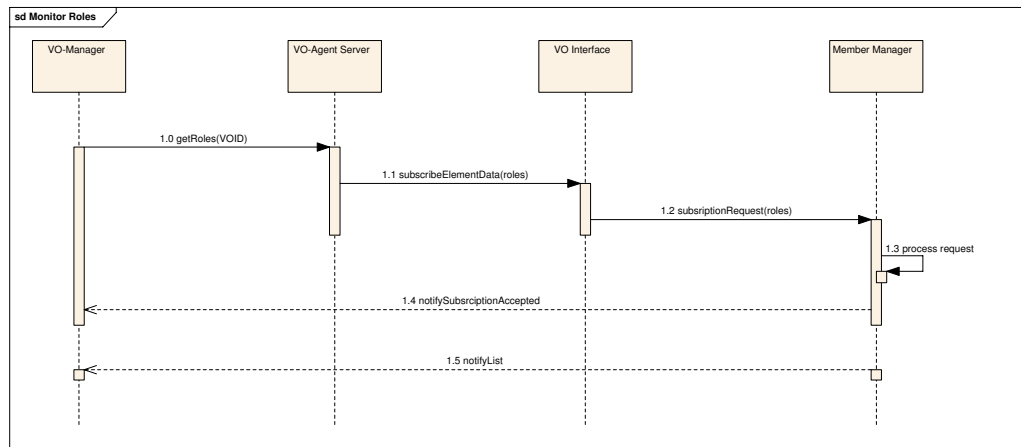 sd Monitor Roles
VO-Manager
VO-Agent Server
VO Interface
Member Manager
1.0 getRoles(VOID)
1.1 subscribeElementData(roles)
1.2 subsriptionRequest(roles)
1.3 process request
1.4 notifySubsrciptionAccepted
1.5 notifyList